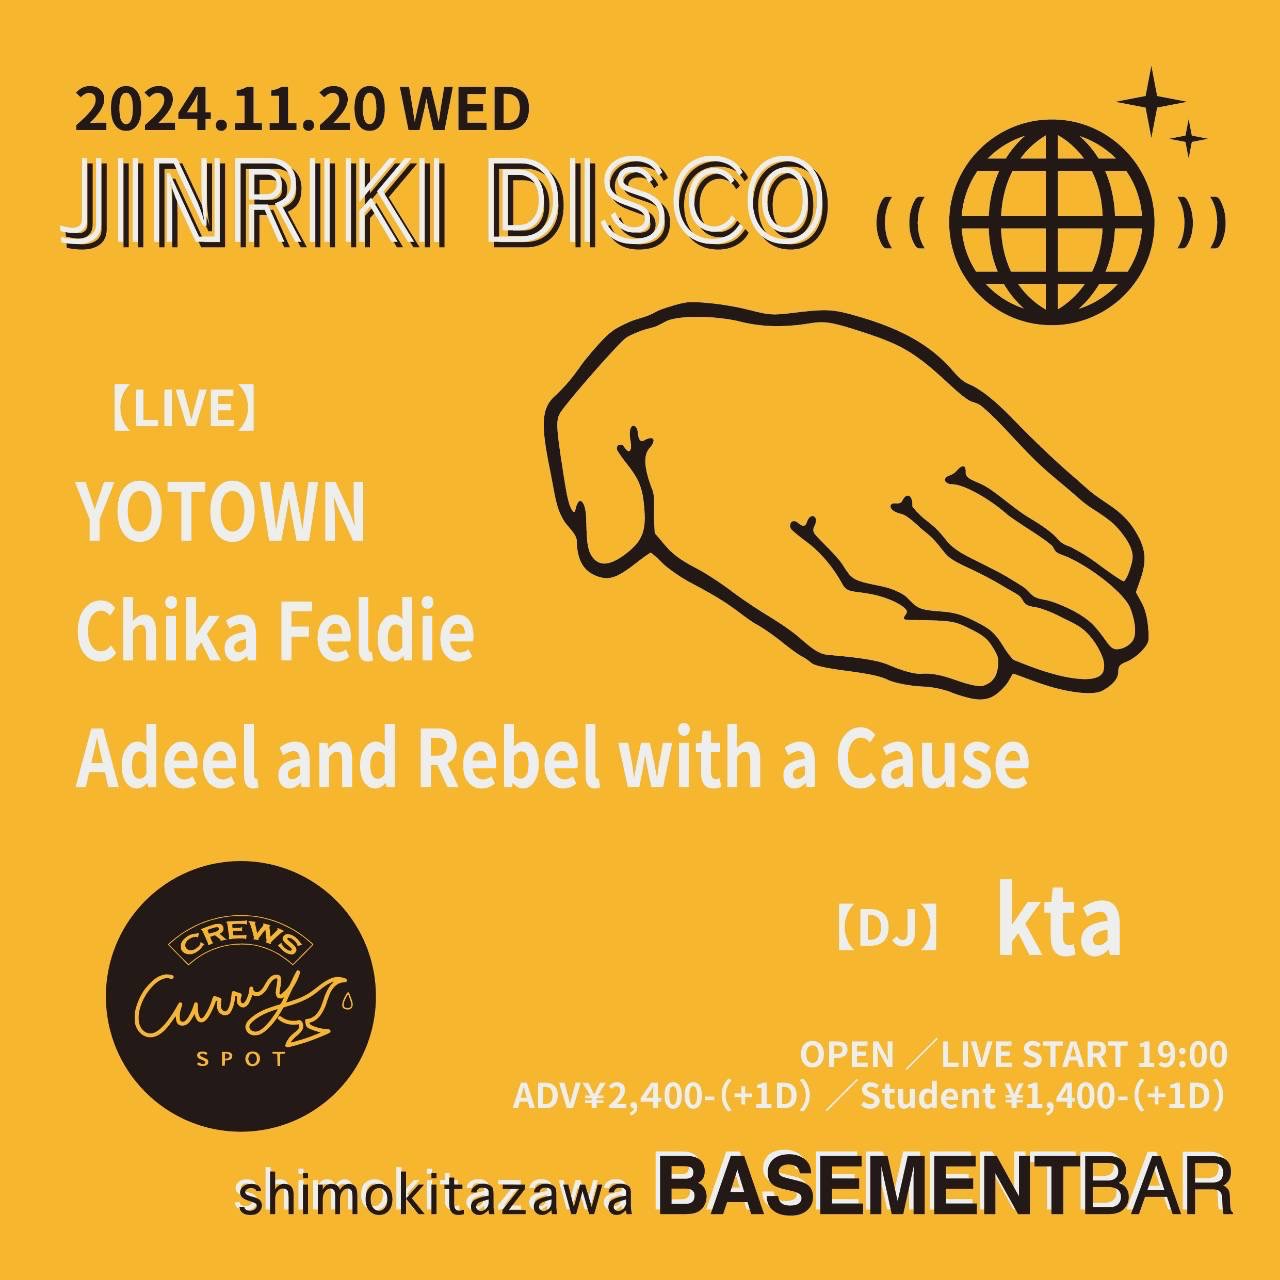 2024.11.20 WED
JINRIKI DISCO
【LIVE】
YOTOWN
Chika Feldie
Adeel and Rebel with a Cause
【DJ】 kta
CREWS
Curry
SPOT
OPEN ／LIVE START 19:00
ADV¥2,400-（+1D）／Student ¥1,400-（+1D）
shimokitazawa BASEMENTBAR